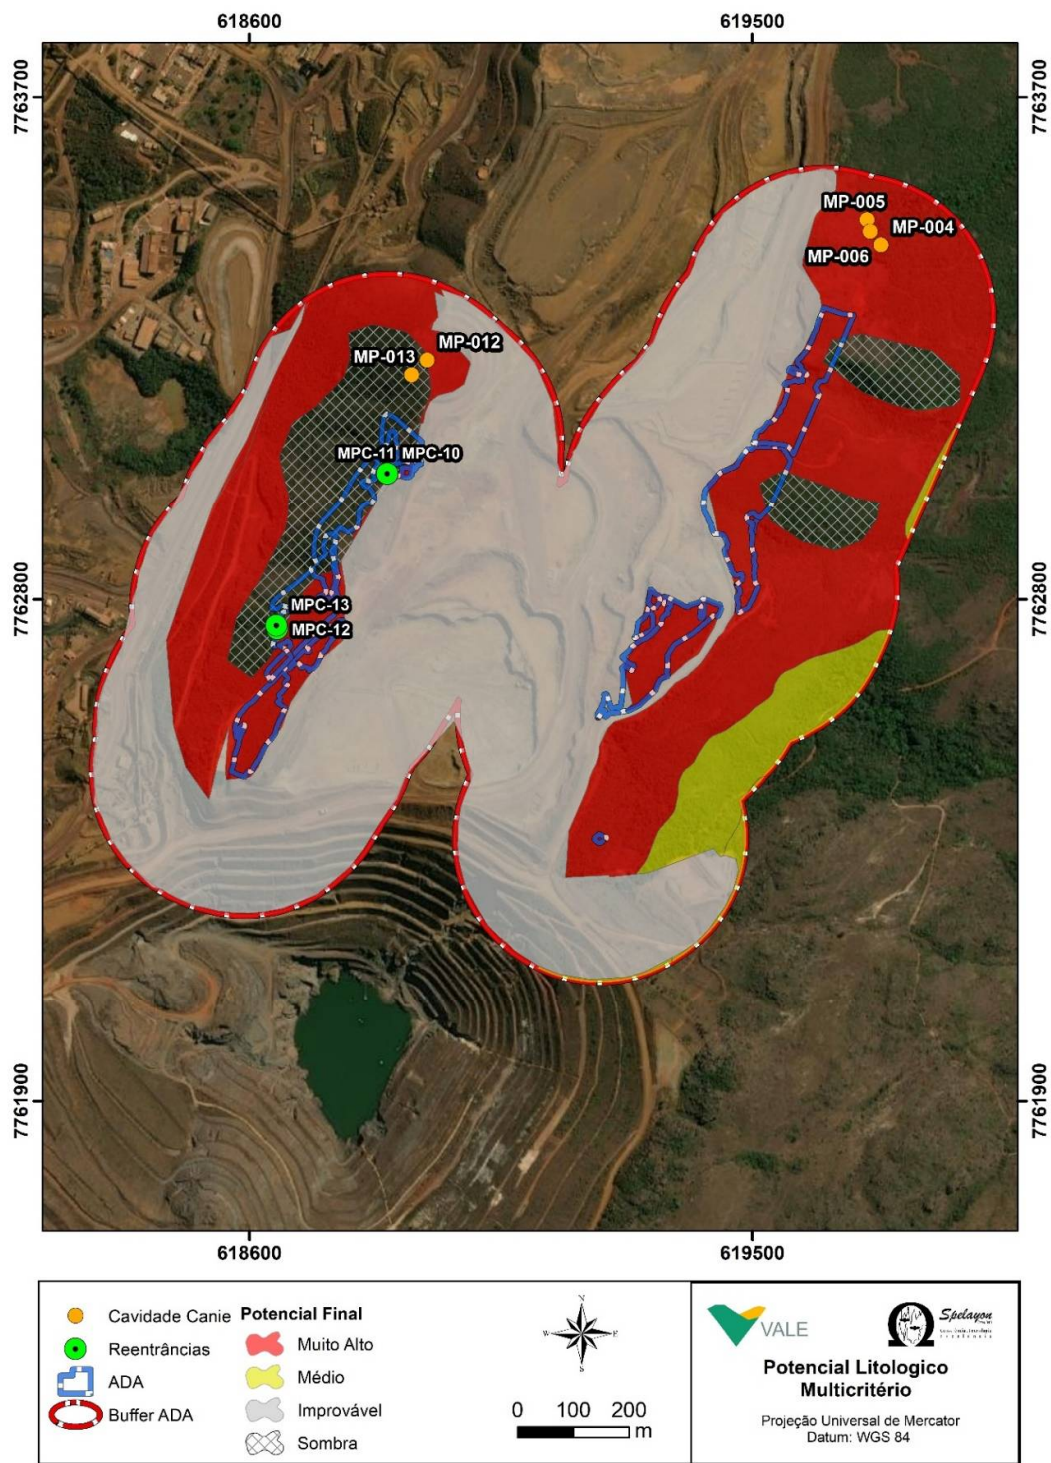 618600
619500
7763700
7763700
MP-005
MP-004
MP-006
MP-012
MP-013
MPC-11
MPC-10
7762800
7762800
MPC-13
MPC-12
7761900
7761900
618600
619500
Cavidade Canie
Reentrâncias
ADA
Buffer ADA
Potencial Final
Muito Alto
Médio
Improvável
Sombra
N
W
E
S
0 100 200
m
VALE
Spelayon
Potencial Litologico
Multicritério
Projeção Universal de Mercator
Datum: WGS 84